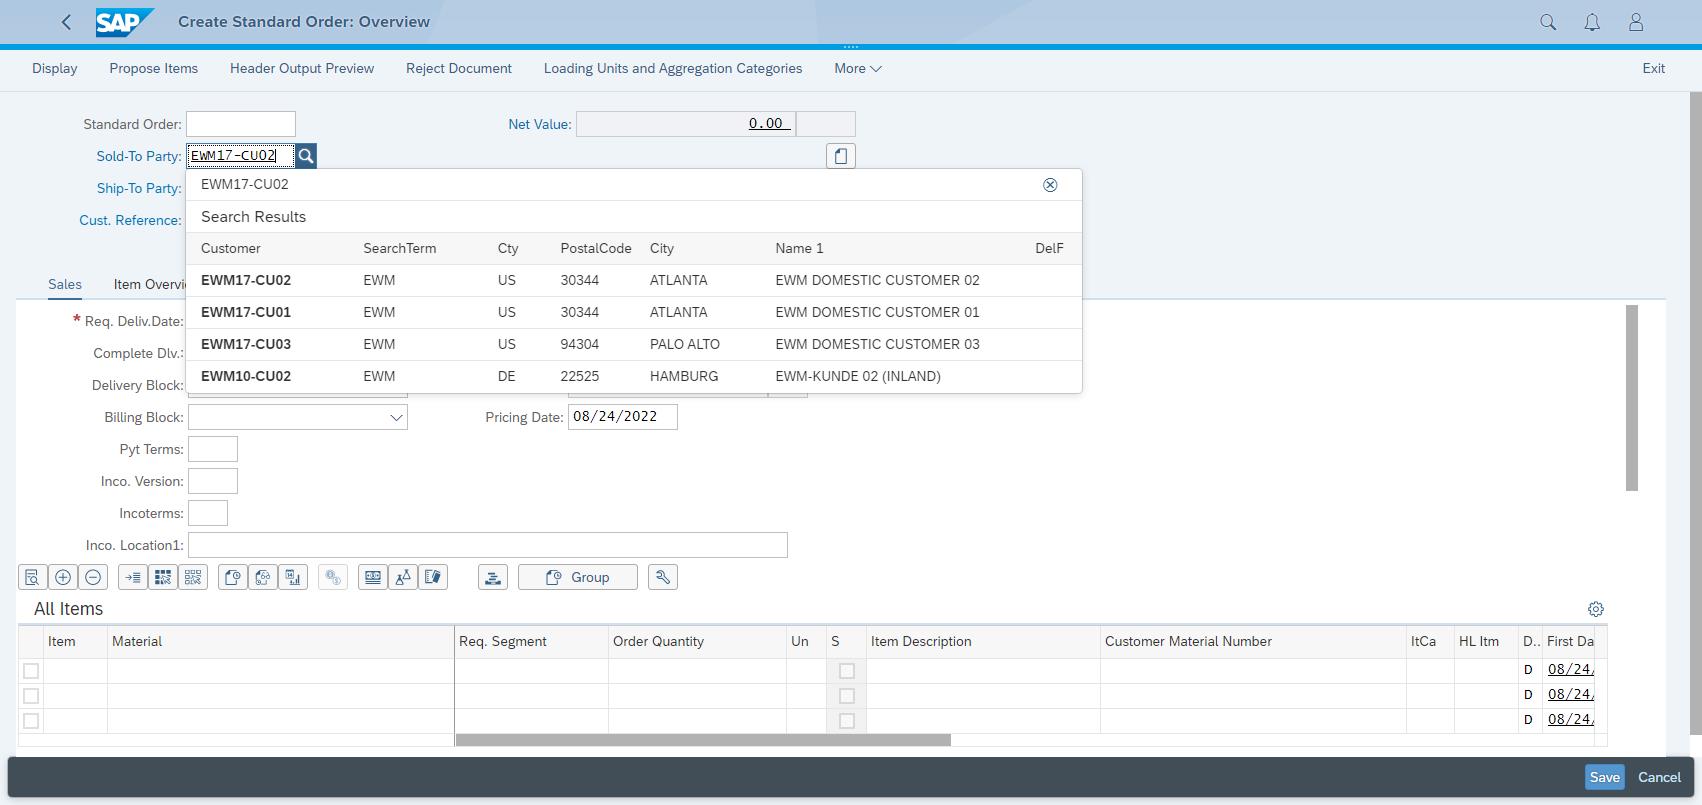 SAP Create Standard Order: Overview
Display Propose Items Header Output Preview Reject Document Loading Units and Aggregation Categories More Exit
Standard Order: Net Value: 0.00
Sold-To Party: EWM17-CU02
Ship-To Party: EWM17-CU02
Cust. Reference: Search Results
Customer SearchTerm Cty PostalCode City Name 1 DelF
EWM17-CU02 EWM US 30344 ATLANTA EWM DOMESTIC CUSTOMER 02
Sales Item Overvi
EWM17-CU01 EWM US 30344 ATLANTA EWM DOMESTIC CUSTOMER 01
* Req. Deliv.Date:
EWM17-CU03 EWM US 94304 PALO ALTO EWM DOMESTIC CUSTOMER 03
Complete Dlv.:
EWM10-CU02 EWM DE 22525 HAMBURG EWM-KUNDE 02 (INLAND)
Delivery Block:
Billing Block: Pricing Date: 08/24/2022
Pyt Terms:
Inco. Version:
Incoterms:
Inco. Location1:
Group
All Items
Item Material Req. Segment Order Quantity Un S Item Description Customer Material Number ItCa HL Itm D.. First Da
D 08/24/
D 08/24/
D 08/24/
Save Cancel